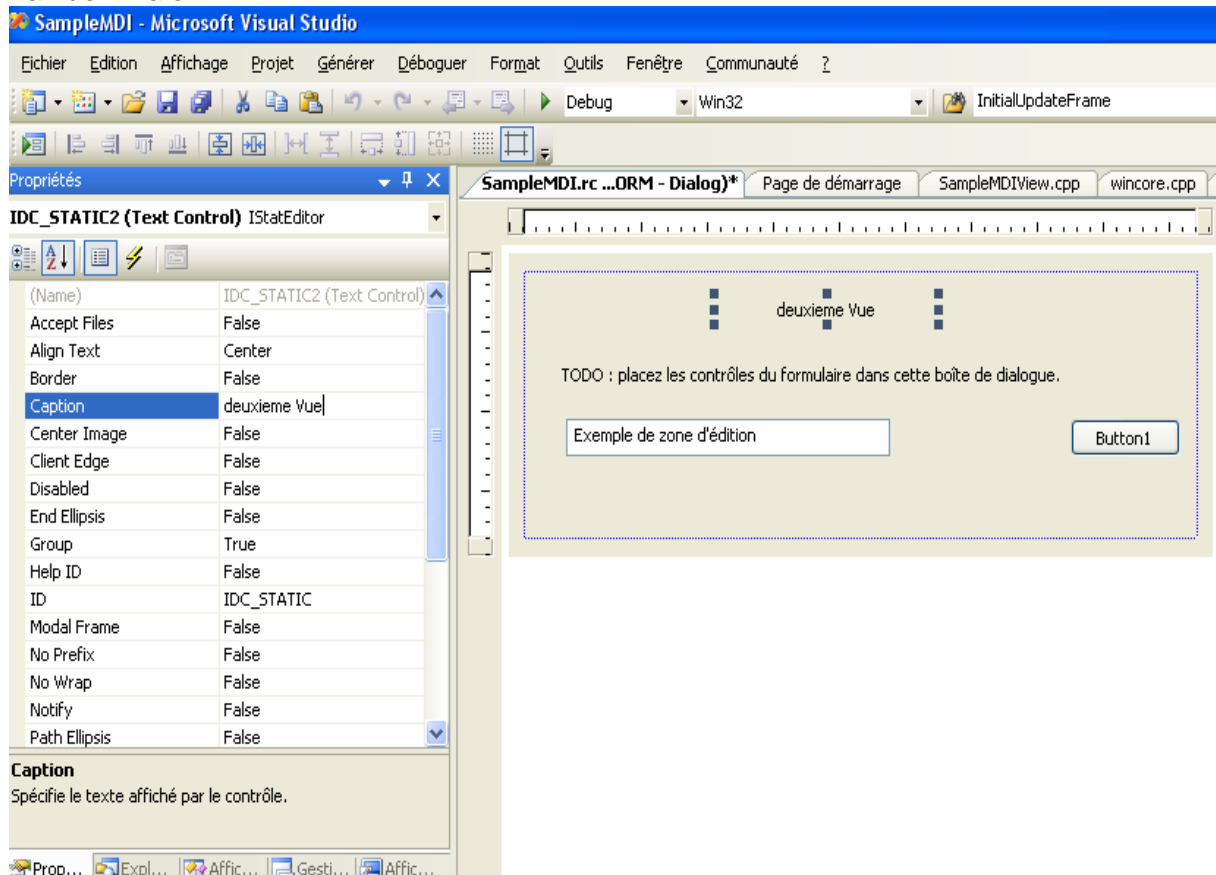 SampleMDI - Microsoft Visual Studio
Fichier Edition Affichage Projet Générer Déboguer Format Outils Fenêtre Communauté ?
Debug Win32 InitialUpdateFrame
Propriétés
SampleMDI.rc ...ORM - Dialog)* Page de démarrage SampleMDIView.cpp wincore.cpp
IDC_STATIC2 (Text Control) IStatEditor
(Name) IDC_STATIC2 (Text Control)
Accept Files False
Align Text Center
Border False
Caption deuxieme Vue
Center Image False
Client Edge False
Disabled False
End Ellipsis False
Group True
Help ID False
ID IDC_STATIC
Modal Frame False
No Prefix False
No Wrap False
Notify False
Path Ellipsis False
Caption
Spécifie le texte affiché par le contrôle.
Prop... Expl... Affic... Gesti... Affic...
deuxieme Vue
TODO : placez les contrôles du formulaire dans cette boîte de dialogue.
Exemple de zone d'édition
Button1